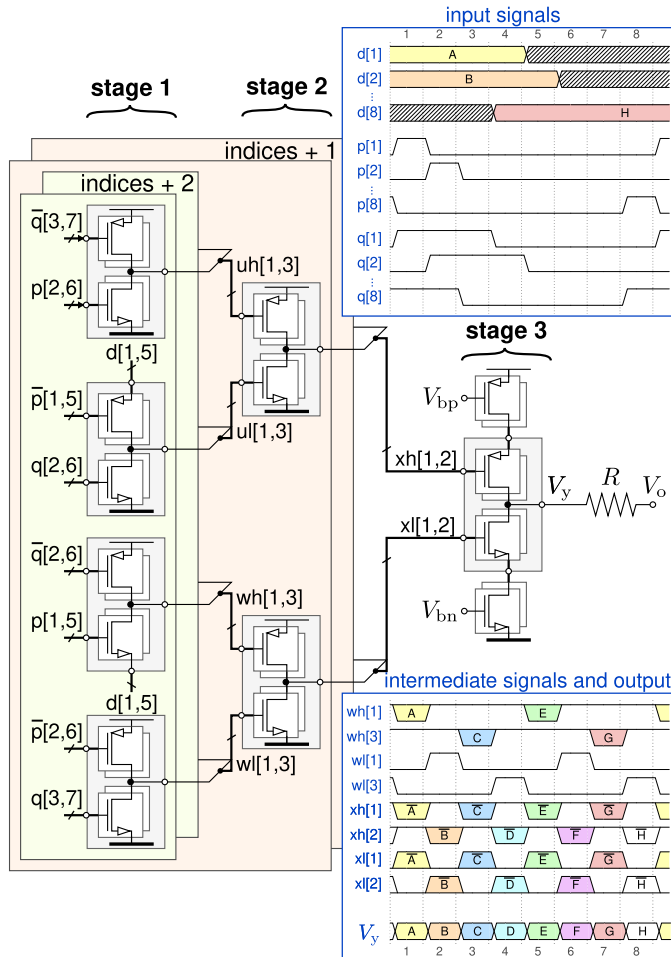 input signals
1 2 3 4 5 6 7 8
d[1] A
d[2] B
⋮
d[8] H
p[1]
p[2]
⋮
p[8]
q[1]
q[2]
⋮
q[8]
stage 1
stage 2
indices + 1
indices + 2
q̅[3,7]
p[2,6]
d[1,5]
p̅[1,5]
q[2,6]
q̅[2,6]
p[1,5]
d[1,5]
p̅[2,6]
q[3,7]
uh[1,3]
ul[1,3]
wh[1,3]
wl[1,3]
stage 3
V_bp
xh[1,2]
xl[1,2]
V_y R V_o
V_bn
intermediate signals and output
wh[1] A E
wh[3] C G
wl[1]
wl[3]
xh[1] A̅ C̅ E̅ G̅
xh[2] B̅ D̅ F̅ H̅
xl[1] A̅ C̅ E̅ G̅
xl[2] B̅ D̅ F̅ H̅
V_y A B C D E F G H
1 2 3 4 5 6 7 8